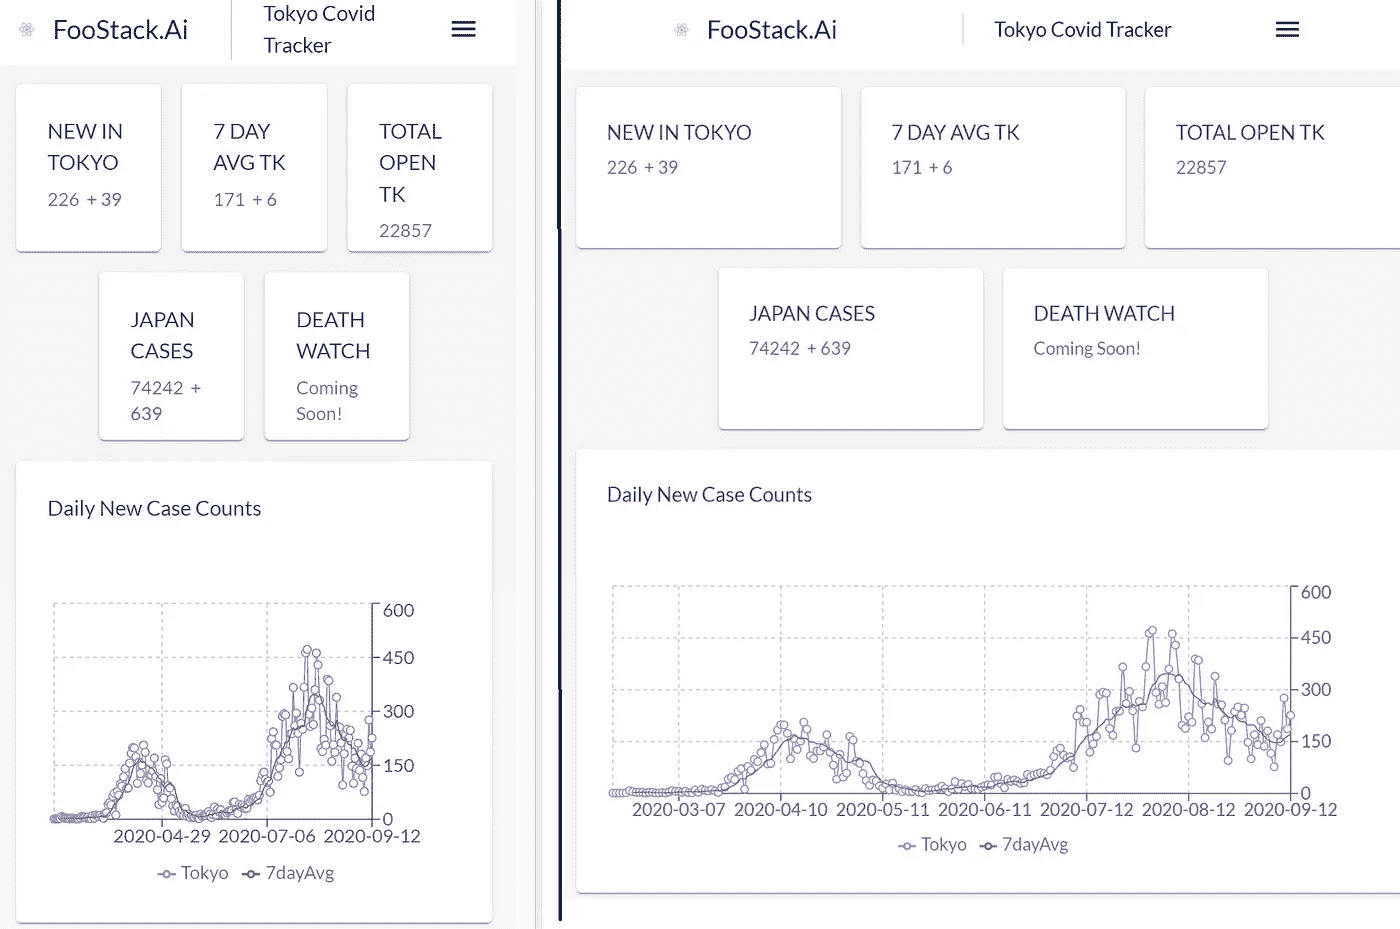 FooStack.Ai
Tokyo Covid
Tracker
NEW IN
TOKYO
226 + 39
7 DAY
AVG TK
171 + 6
TOTAL
OPEN
TK
22857
JAPAN
CASES
74242 +
639
DEATH
WATCH
Coming
Soon!
Daily New Case Counts
600
450
300
150
0
2020-04-29 2020-07-06 2020-09-12
Tokyo 7dayAvg
FooStack.Ai
Tokyo Covid Tracker
NEW IN TOKYO
226 + 39
7 DAY AVG TK
171 + 6
TOTAL OPEN TK
22857
JAPAN CASES
74242 + 639
DEATH WATCH
Coming Soon!
Daily New Case Counts
600
450
300
150
0
2020-03-07 2020-04-10 2020-05-11 2020-06-11 2020-07-12 2020-08-12 2020-09-12
Tokyo 7dayAvg